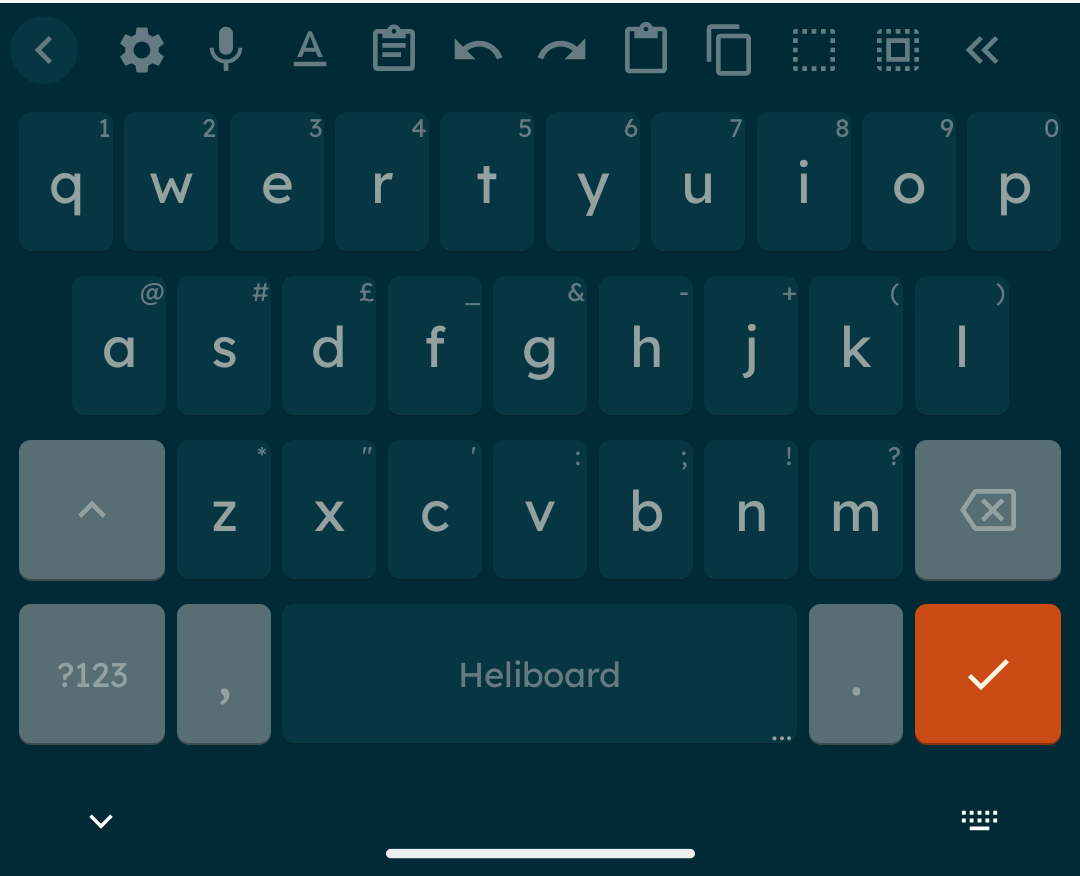 A
1 2 3 4 5 6 7 8 9 0
q w e r t y u i o p
@ # £ _ & - + ( )
a s d f g h j k l
* " ' : ; ! ?
z x c v b n m
?123 , Heliboard .
...